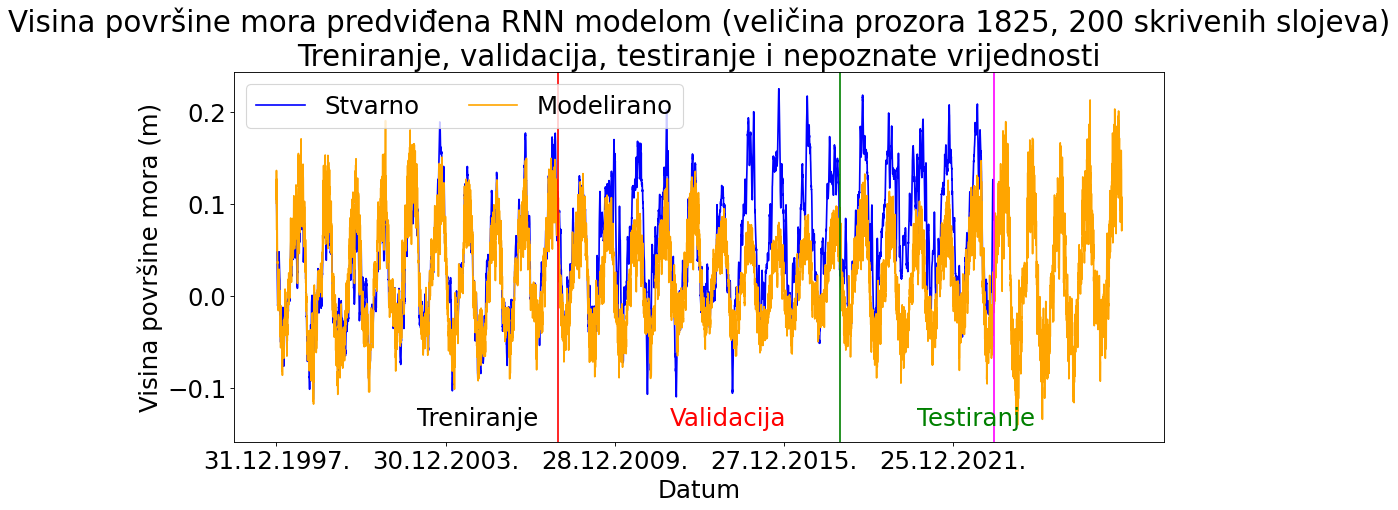 Visina površine mora predviđena RNN modelom (veličina prozora 1825, 200 skrivenih slojeva)
Treniranje, validacija, testiranje i nepoznate vrijednosti
Stvarno
Modelirano
Visina površine mora (m)
0.2
0.1
0.0
−0.1
Treniranje
Validacija
Testiranje
31.12.1997.
30.12.2003.
28.12.2009.
27.12.2015.
25.12.2021.
Datum